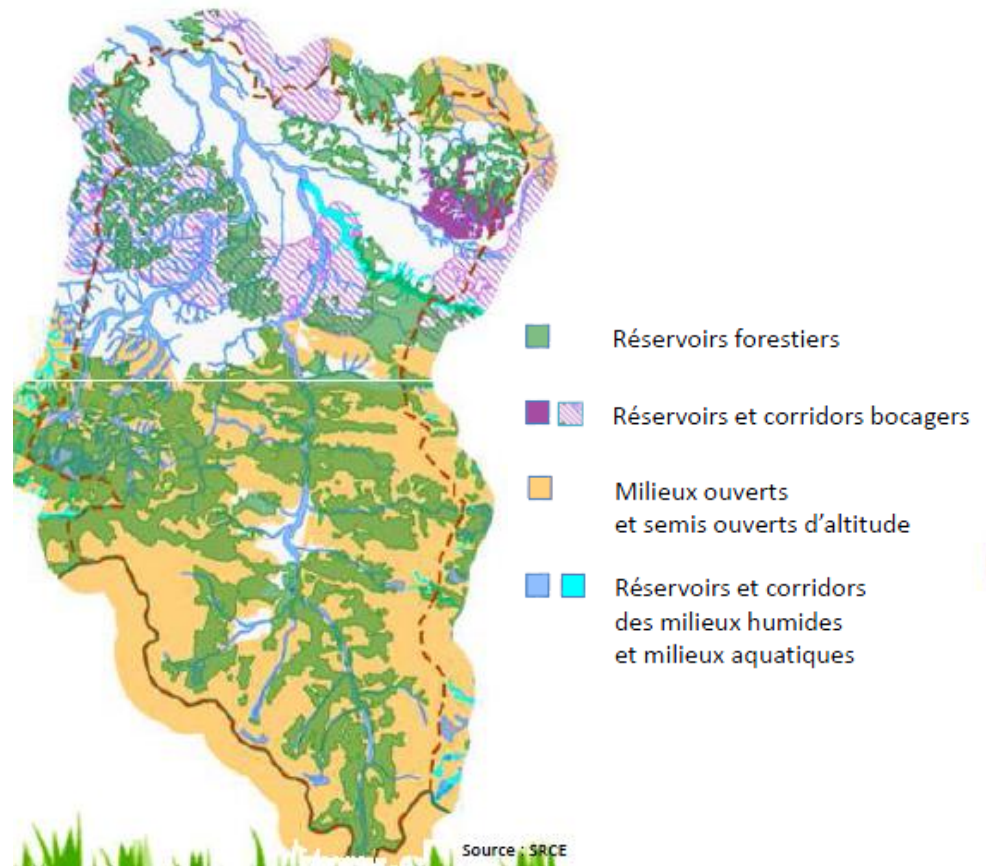 Réservoirs forestiers
Réservoirs et corridors bocagers
Milieux ouverts
et semis ouverts d'altitude
Réservoirs et corridors
des milieux humides
et milieux aquatiques
Source : SRCE